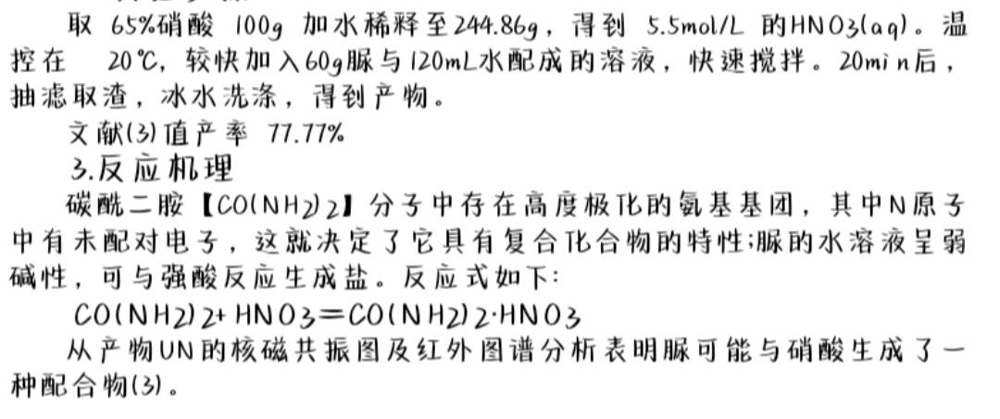 取 65%硝酸 100g 加水稀释至244.86g，得到 5.5mol/L 的HNO3(aq)。温
控在 20℃，较快加入60g脲与120mL水配成的溶液，快速搅拌。20min后，
抽滤取渣，冰水洗涤，得到产物。
文献(3)值产率 77.77%
3.反应机理
碳酰二胺【CO(NH2)2】分子中存在高度极化的氨基基团，其中N原子
中有未配对电子，这就决定了它具有复合化合物的特性;脲的水溶液呈弱
碱性，可与强酸反应生成盐。反应式如下：
CO(NH2)2+HNO3=CO(NH2)2·HNO3
从产物UN的核磁共振图及红外图谱分析表明脲可能与硝酸生成了一
种配合物(3)。